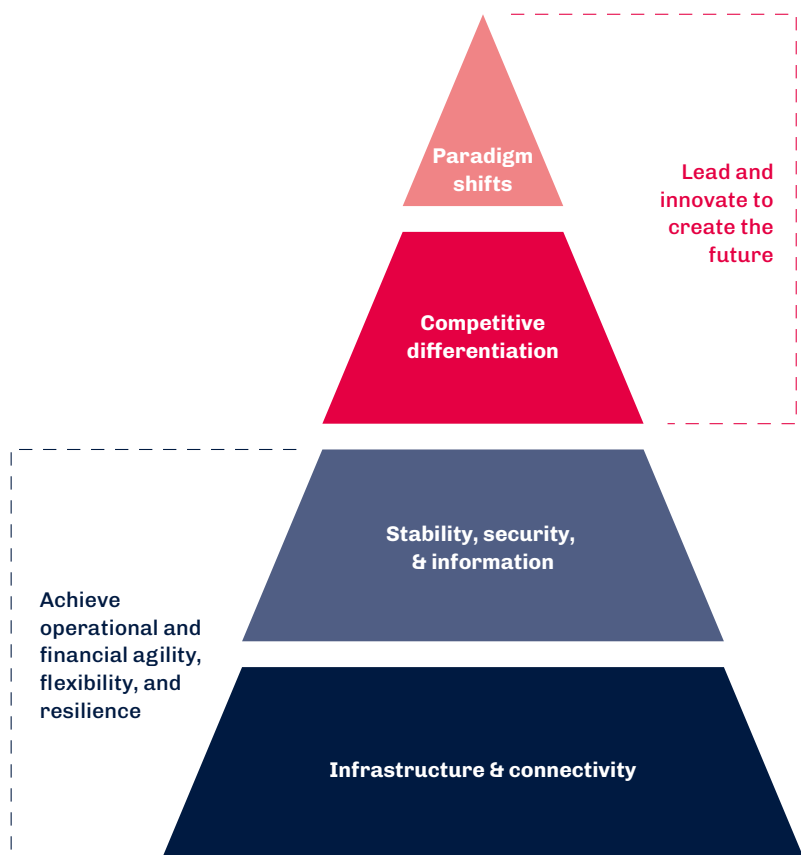 Paradigm
shifts
Lead and
innovate to
create the
future
Competitive
differentiation
Stability, security,
& information
Achieve
operational and
financial agility,
flexibility, and
resilience
Infrastructure & connectivity